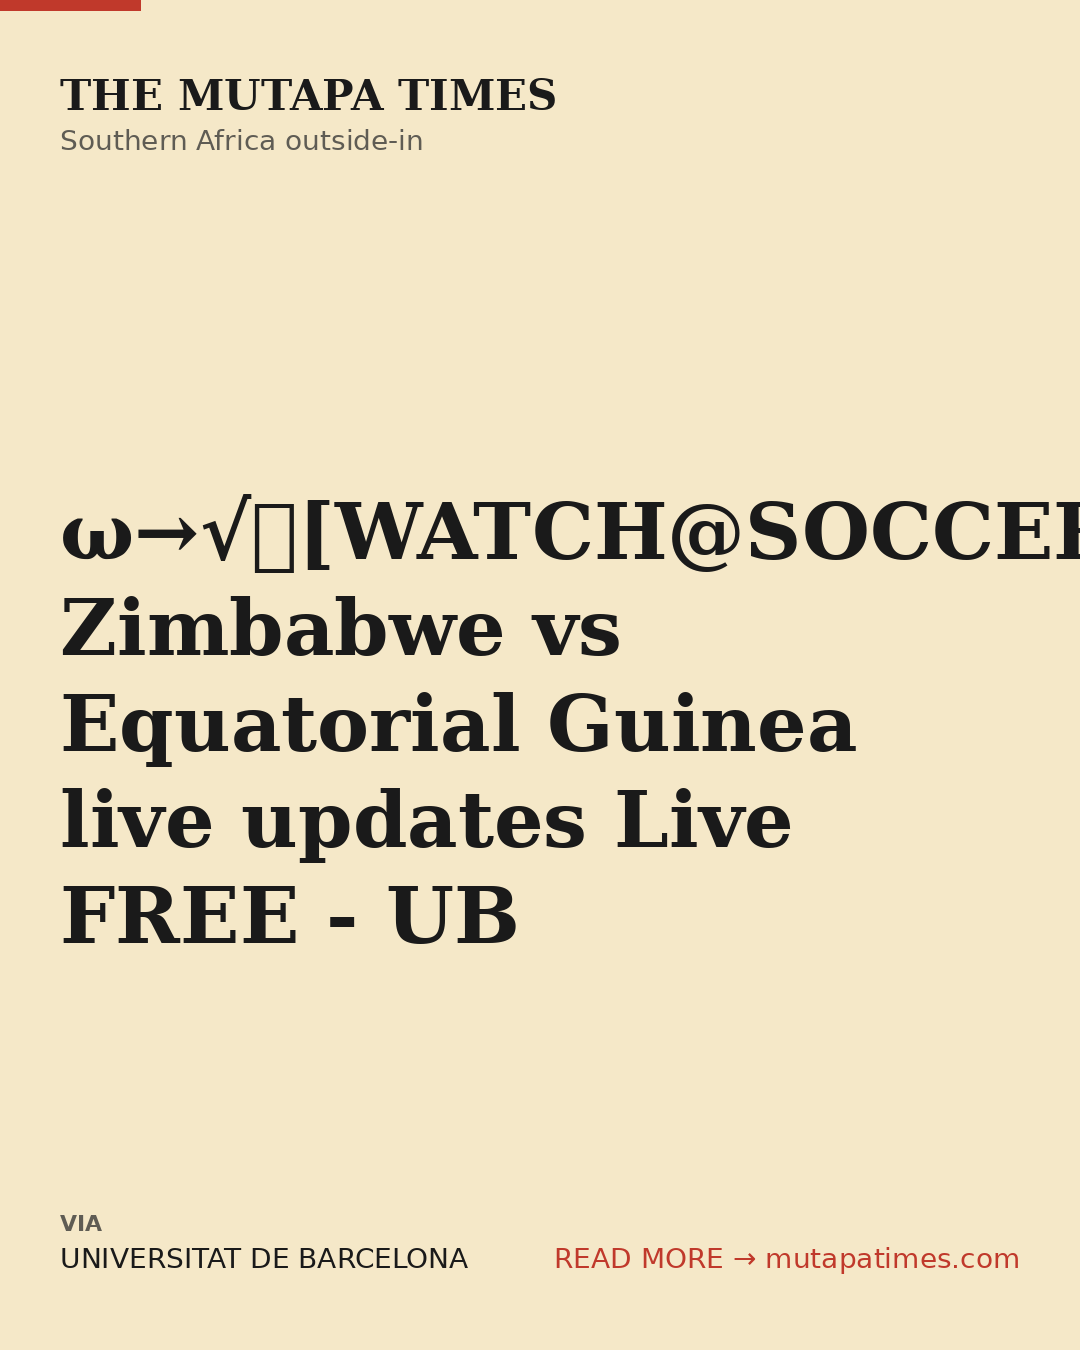 THE MUTAPA TIMES
Southern Africa outside-in
ω→√[WATCH@SOCCER
Zimbabwe vs
Equatorial Guinea
live updates Live
FREE - UB
VIA
UNIVERSITAT DE BARCELONA
READ MORE → mutapatimes.com